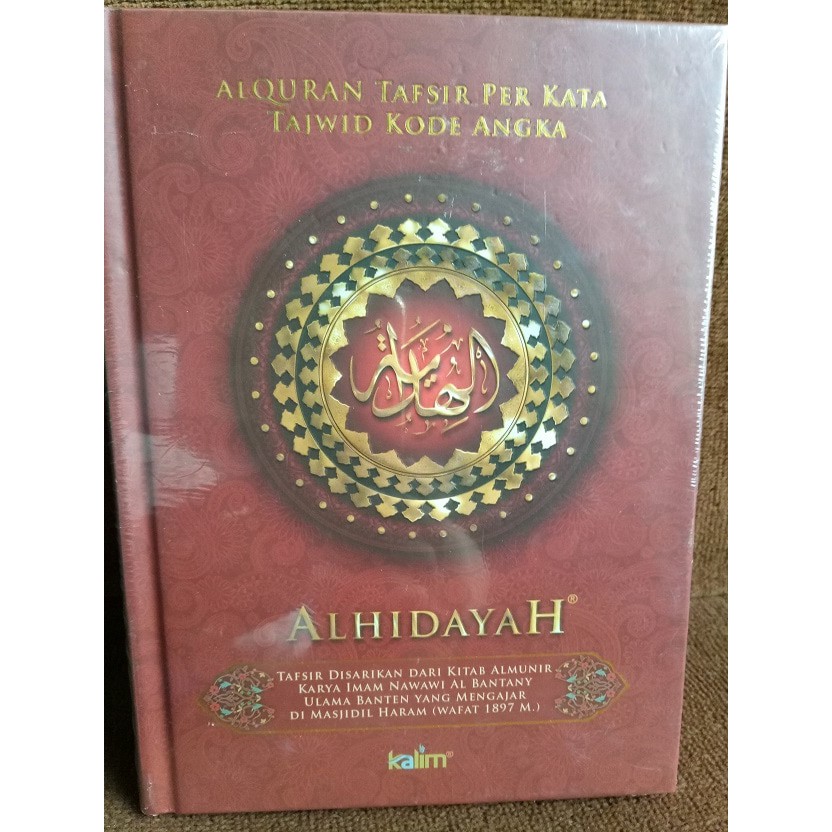 ALQURAN TAFSIR PER KATA
TAJWID KODE ANGKA
الهداية
ALHIDAYAH®
TAFSIR DISARIKAN DARI KITAB ALMUNIR
KARYA IMAM NAWAWI AL BANTANY
ULAMA BANTEN YANG MENGAJAR
DI MASJIDIL HARAM (WAFAT 1897 M.)
kalim®